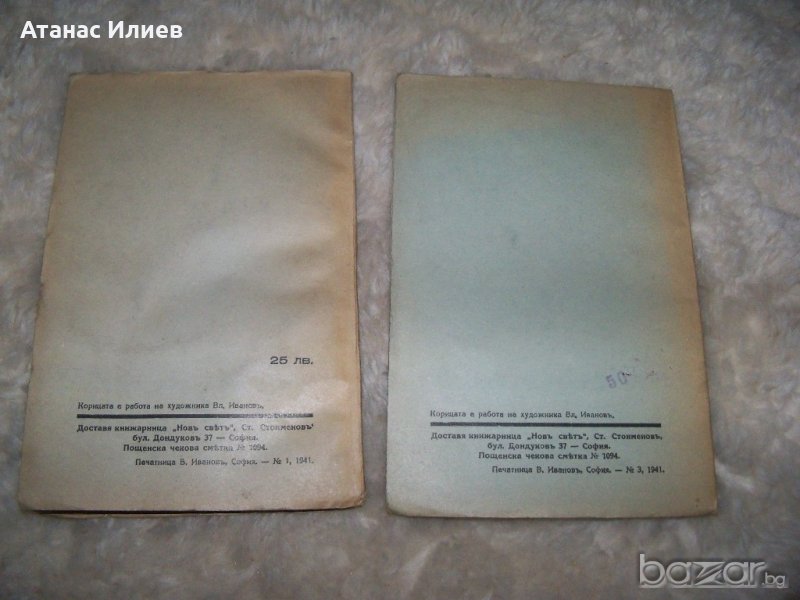 Атанас Илиев
25 лв.
Корицата е работа на художника Вл. Ивановъ.
Доставя книжарница „Новъ свѣтъ", Ст. Стоименовъ
бул. Дондуковъ 37 — София.
Пощенска чекова смѣтка № 1094.
Печатница В. Ивановъ, София. — № 1, 1941.
50
Корицата е работа на художника Вл. Ивановъ.
Доставя книжарница „Новъ свѣтъ", Ст. Стоименовъ,
бул. Дондуковъ 37 — София.
Пощенска чекова смѣтка № 1094.
Печатница В. Ивановъ, София. — № 3, 1941.
bazar.bg